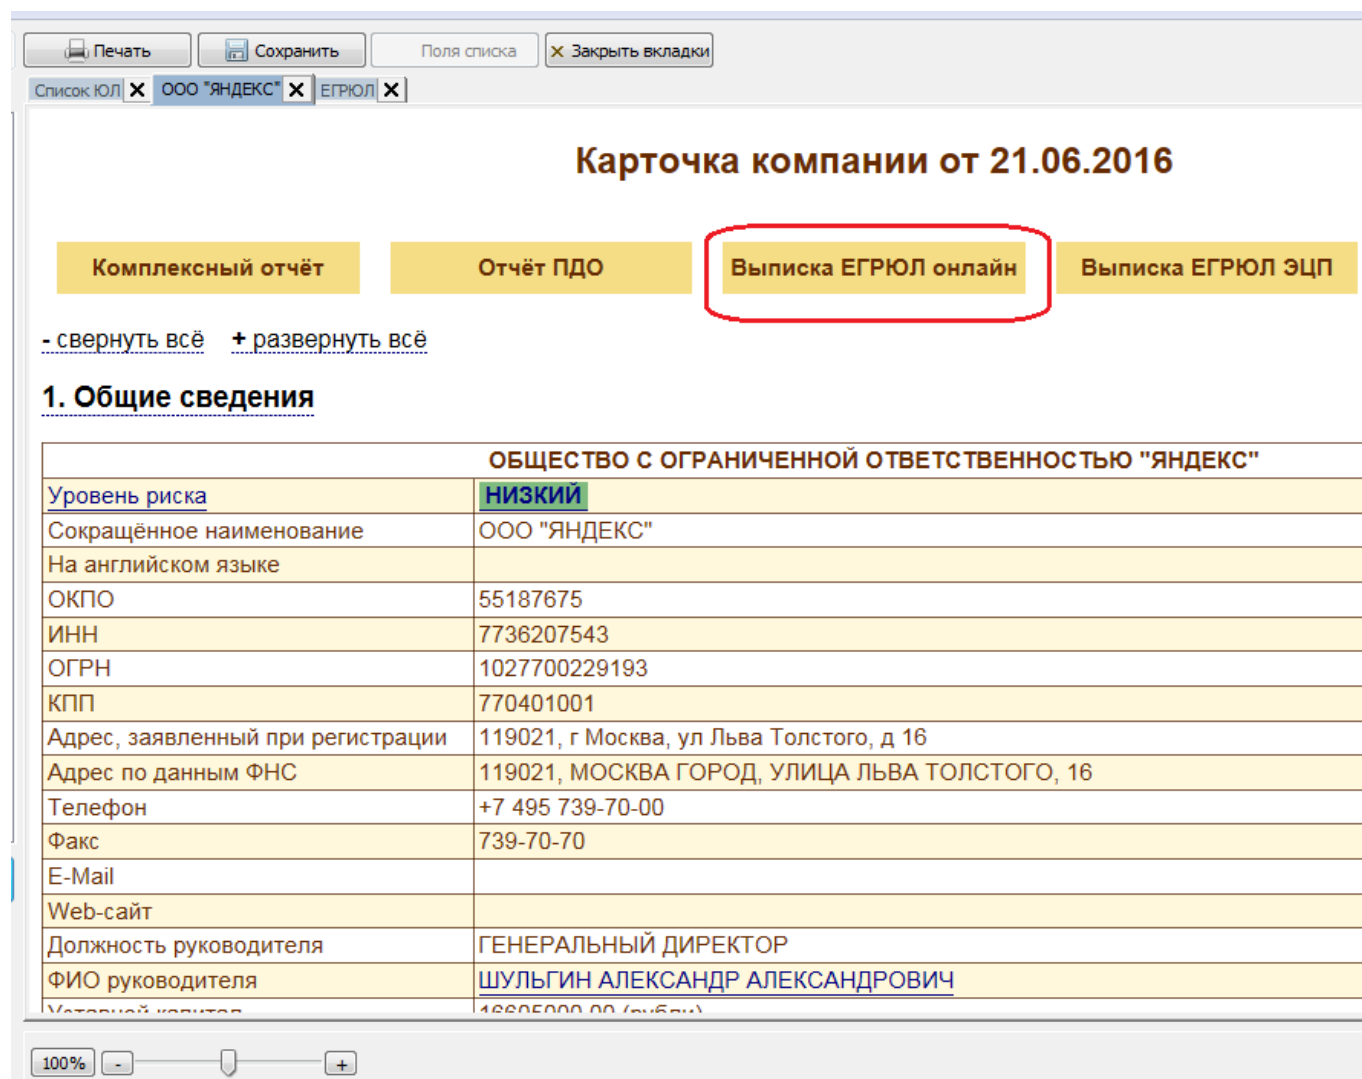 Печать Сохранить Поля списка Закрыть вкладки
Список ЮЛ ООО "ЯНДЕКС" ЕГРЮЛ
Карточка компании от 21.06.2016
Комплексный отчёт Отчёт ПДО Выписка ЕГРЮЛ онлайн Выписка ЕГРЮЛ ЭЦП
- свернуть всё + развернуть всё
1. Общие сведения
ОБЩЕСТВО С ОГРАНИЧЕННОЙ ОТВЕТСТВЕННОСТЬЮ "ЯНДЕКС"
Уровень риска НИЗКИЙ
Сокращённое наименование ООО "ЯНДЕКС"
На английском языке
ОКПО 55187675
ИНН 7736207543
ОГРН 1027700229193
КПП 770401001
Адрес, заявленный при регистрации 119021, г Москва, ул Льва Толстого, д 16
Адрес по данным ФНС 119021, МОСКВА ГОРОД, УЛИЦА ЛЬВА ТОЛСТОГО, 16
Телефон +7 495 739-70-00
Факс 739-70-70
E-Mail
Web-сайт
Должность руководителя ГЕНЕРАЛЬНЫЙ ДИРЕКТОР
ФИО руководителя ШУЛЬГИН АЛЕКСАНДР АЛЕКСАНДРОВИЧ
Уставной капитал 16605000.00 (рубли)
100% - +